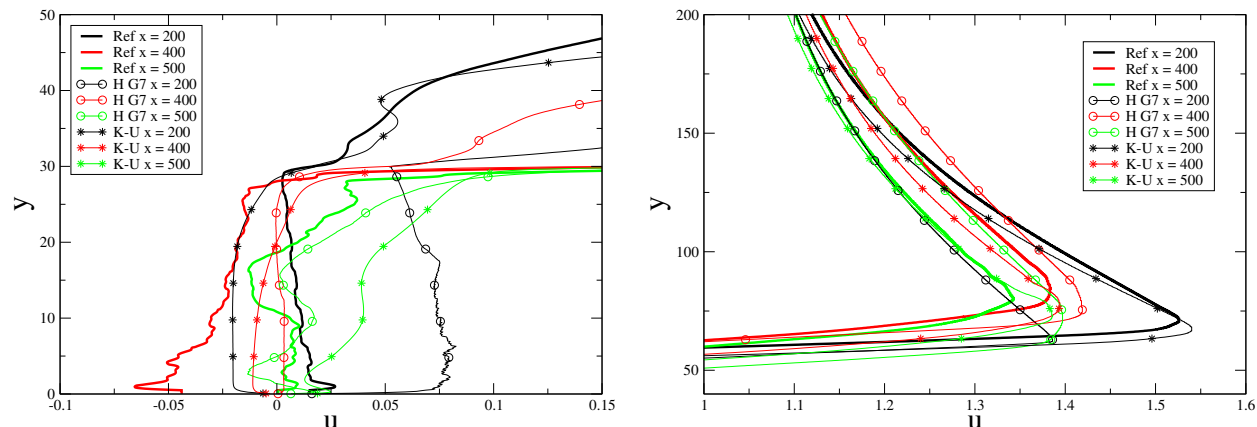 50
40
30
20
10
0
y
-0.1
-0.05
0
0.05
0.1
0.15
u
Ref x = 200
Ref x = 400
Ref x = 500
H G7 x = 200
H G7 x = 400
H G7 x = 500
K-U x = 200
K-U x = 400
K-U x = 500
200
150
100
50
y
1
1.1
1.2
1.3
1.4
1.5
1.6
u
Ref x = 200
Ref x = 400
Ref x = 500
H G7 x = 200
H G7 x = 400
H G7 x = 500
K-U x = 200
K-U x = 400
K-U x = 500